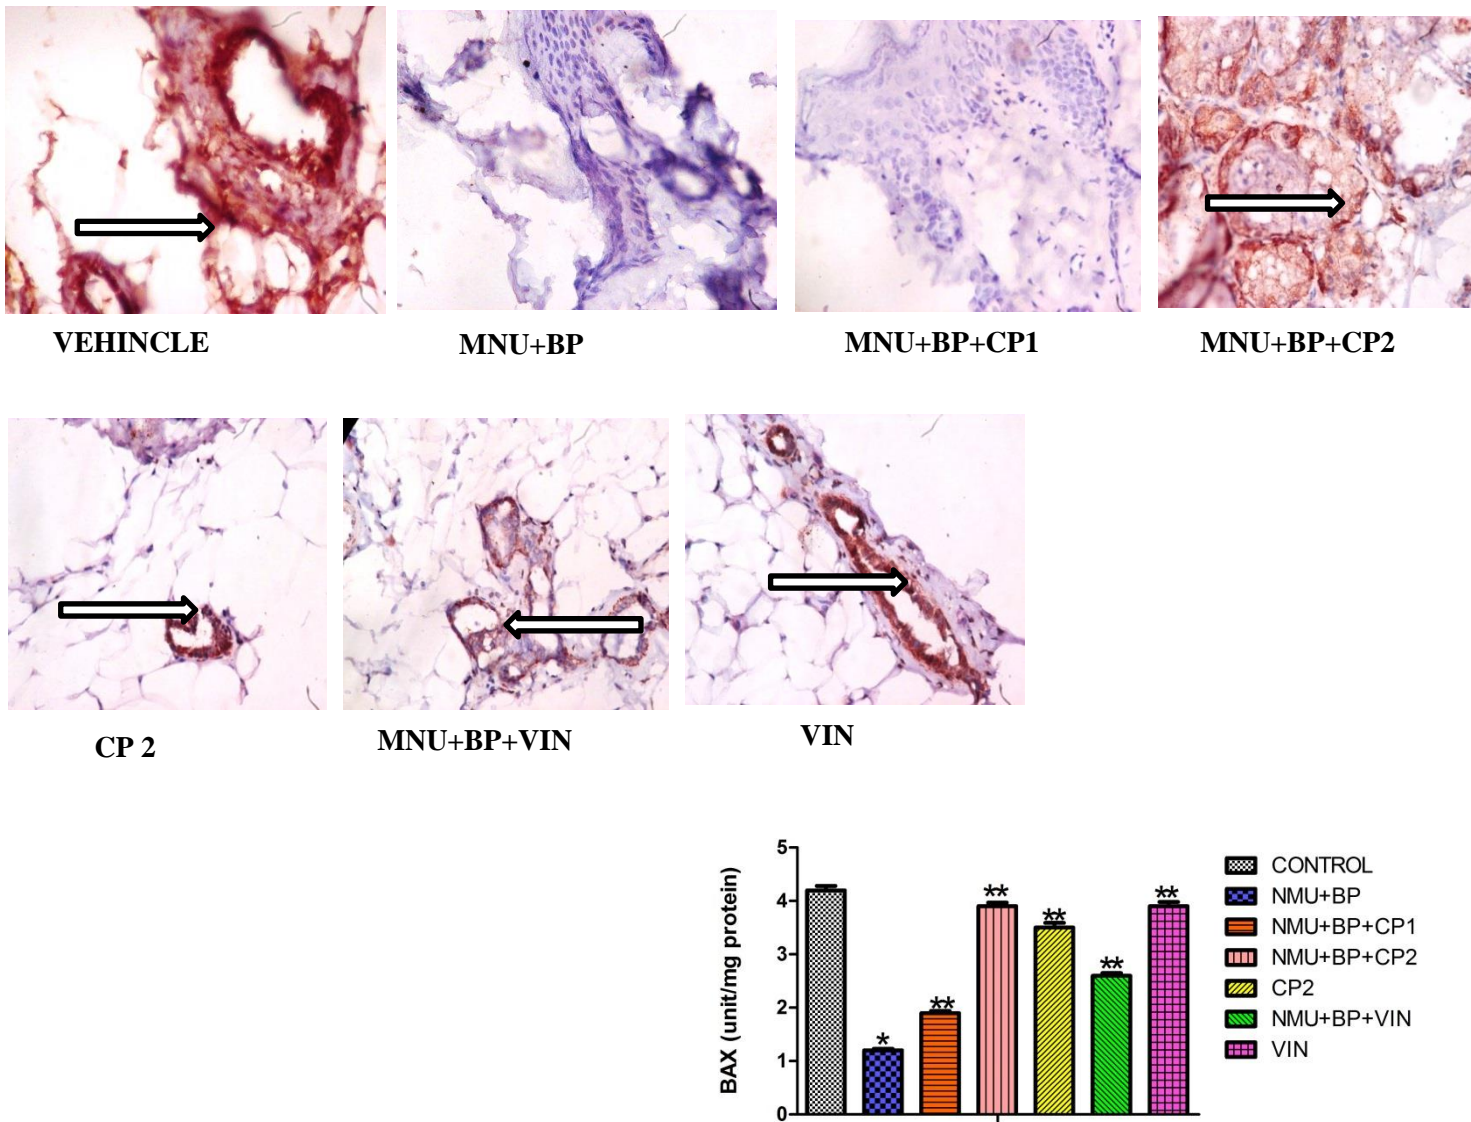 VEHINCLE
MNU+BP
MNU+BP+CP1
MNU+BP+CP2
CP 2
MNU+BP+VIN
VIN
BAX (unit/mg protein)
5
4
3
2
1
0
*
**
**
**
**
**
CONTROL
NMU+BP
NMU+BP+CP1
NMU+BP+CP2
CP2
NMU+BP+VIN
VIN